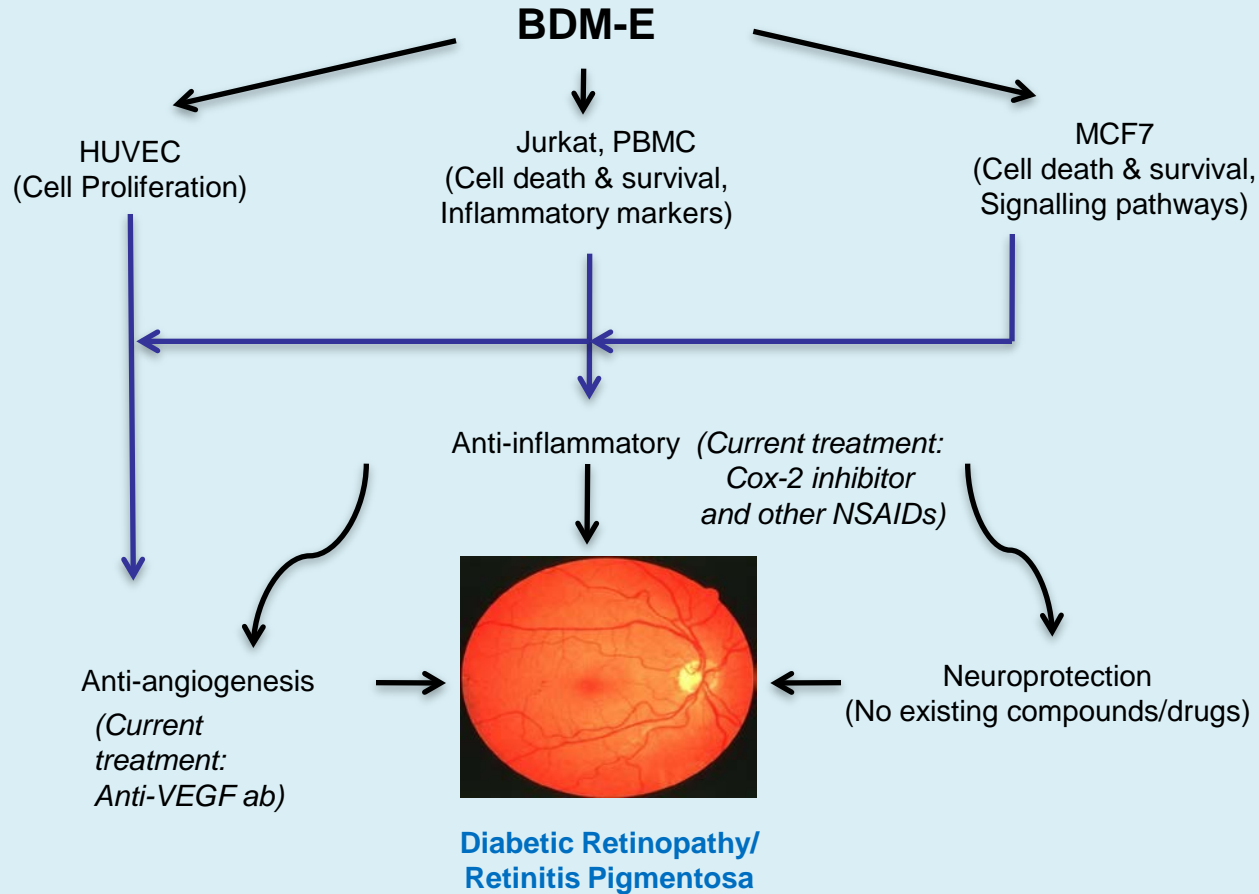 BDM-E
HUVEC
(Cell Proliferation)
Jurkat, PBMC
(Cell death & survival,
Inflammatory markers)
MCF7
(Cell death & survival,
Signalling pathways)
Anti-inflammatory (Current treatment:
Cox-2 inhibitor
and other NSAIDs)
Anti-angiogenesis
(Current
treatment:
Anti-VEGF ab)
Neuroprotection
(No existing compounds/drugs)
Diabetic Retinopathy/
Retinitis Pigmentosa